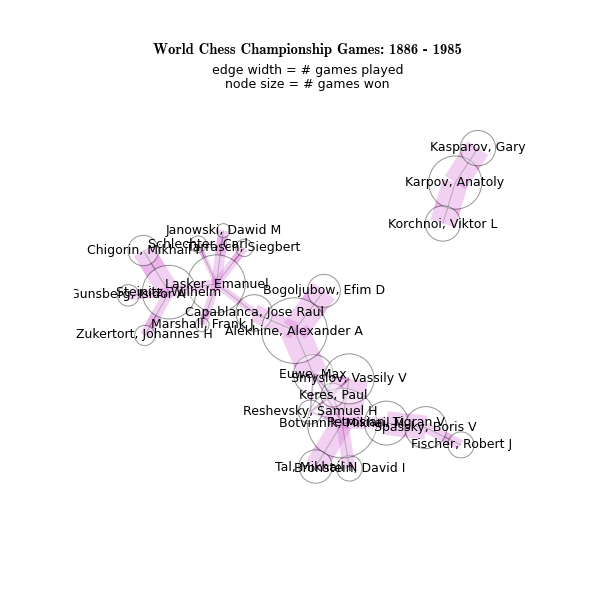 World Chess Championship Games: 1886 - 1985
edge width = # games played
node size = # games won
Kasparov, Gary
Karpov, Anatoly
Korchnoi, Viktor L
Janowski, Dawid M
Schlechter, Carl
Tarrasch, Siegbert
Chigorin, Mikhail I
Lasker, Emanuel
Steinitz, Wilhelm
Gunsberg, Isidor A
Bogoljubow, Efim D
Capablanca, Jose Raul
Marshall, Frank J
Alekhine, Alexander A
Zukertort, Johannes H
Euwe, Max
Smyslov, Vassily V
Keres, Paul
Reshevsky, Samuel H
Botvinnik, Mikhail M
Petrosian, Tigran V
Spassky, Boris V
Fischer, Robert J
Tal, Mikhail N
Bronstein, David I